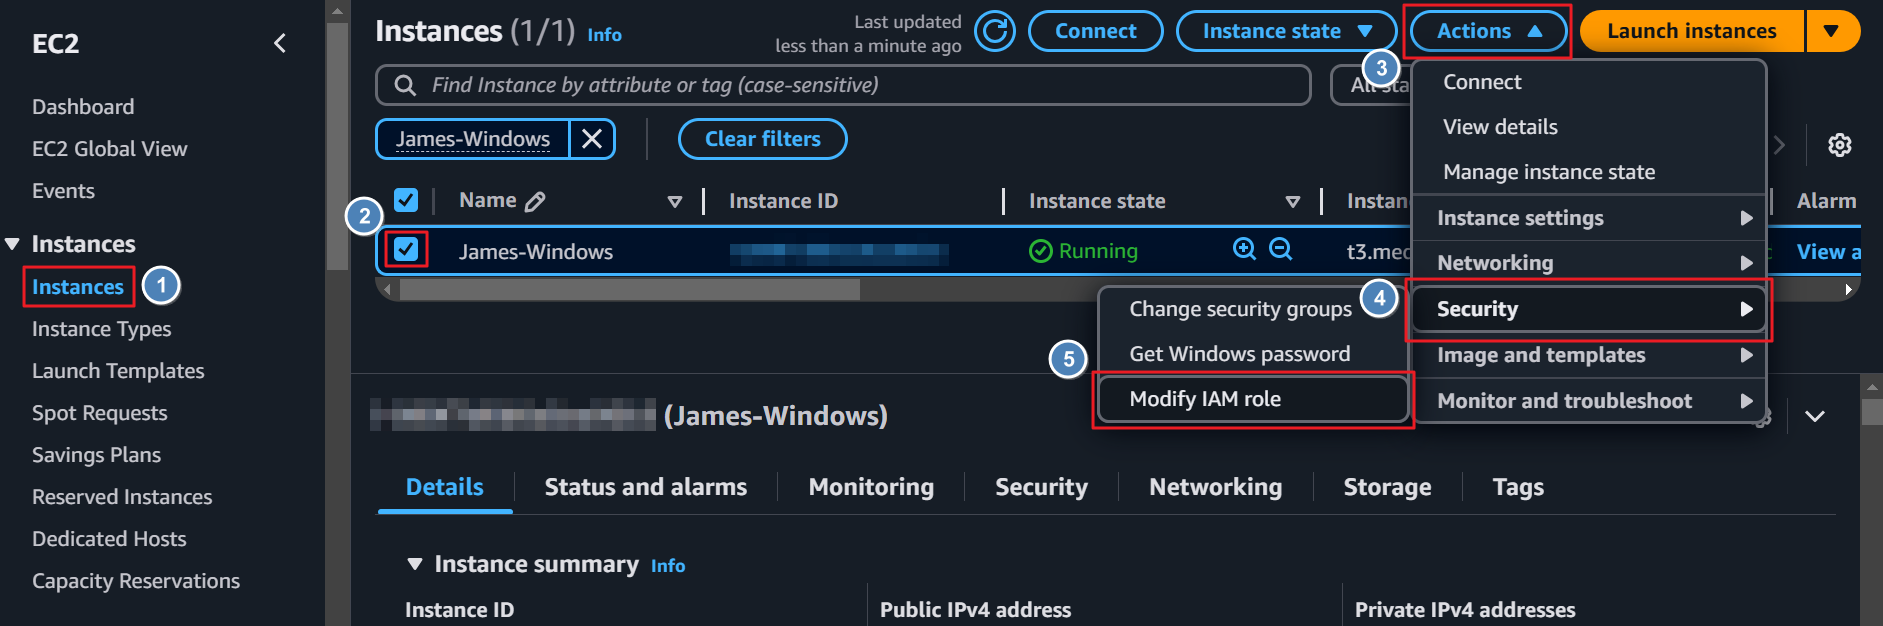 EC2
Dashboard
EC2 Global View
Events
Instances
Instances
1
Instance Types
Launch Templates
Spot Requests
Savings Plans
Reserved Instances
Dedicated Hosts
Capacity Reservations
Instances (1/1) Info
Last updated
less than a minute ago
Connect
Instance state
Actions
Launch instances
3
Find Instance by attribute or tag (case-sensitive)
All sta
James-Windows
Clear filters
2
Name
Instance ID
Instance state
Instan
Alarm
James-Windows
Running
t3.med
View a
Connect
View details
Manage instance state
Instance settings
Networking
4
Security
Image and templates
Monitor and troubleshoot
Change security groups
Get Windows password
5
Modify IAM role
(James-Windows)
Details
Status and alarms
Monitoring
Security
Networking
Storage
Tags
Instance summary Info
Instance ID
Public IPv4 address
Private IPv4 addresses